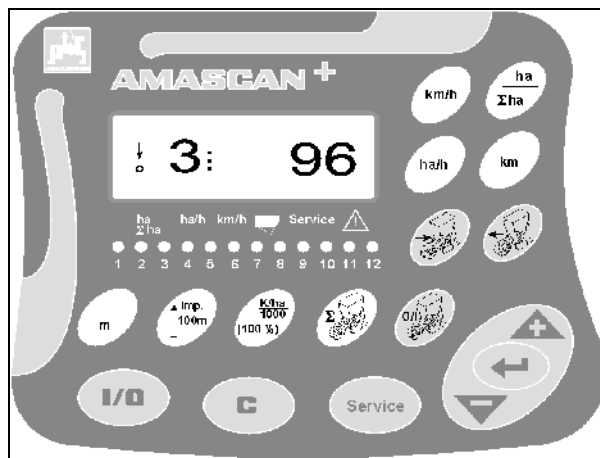 AMASCAN+
km/h
ha
Σha
3: 96
ha/h
km
ha ha/h km/h Service
Σha
1 2 3 4 5 6 7 8 9 10 11 12
m
Imp.
100m
K/ha
1000
(100 %)
Σ
0/I
I/O C Service
+
−